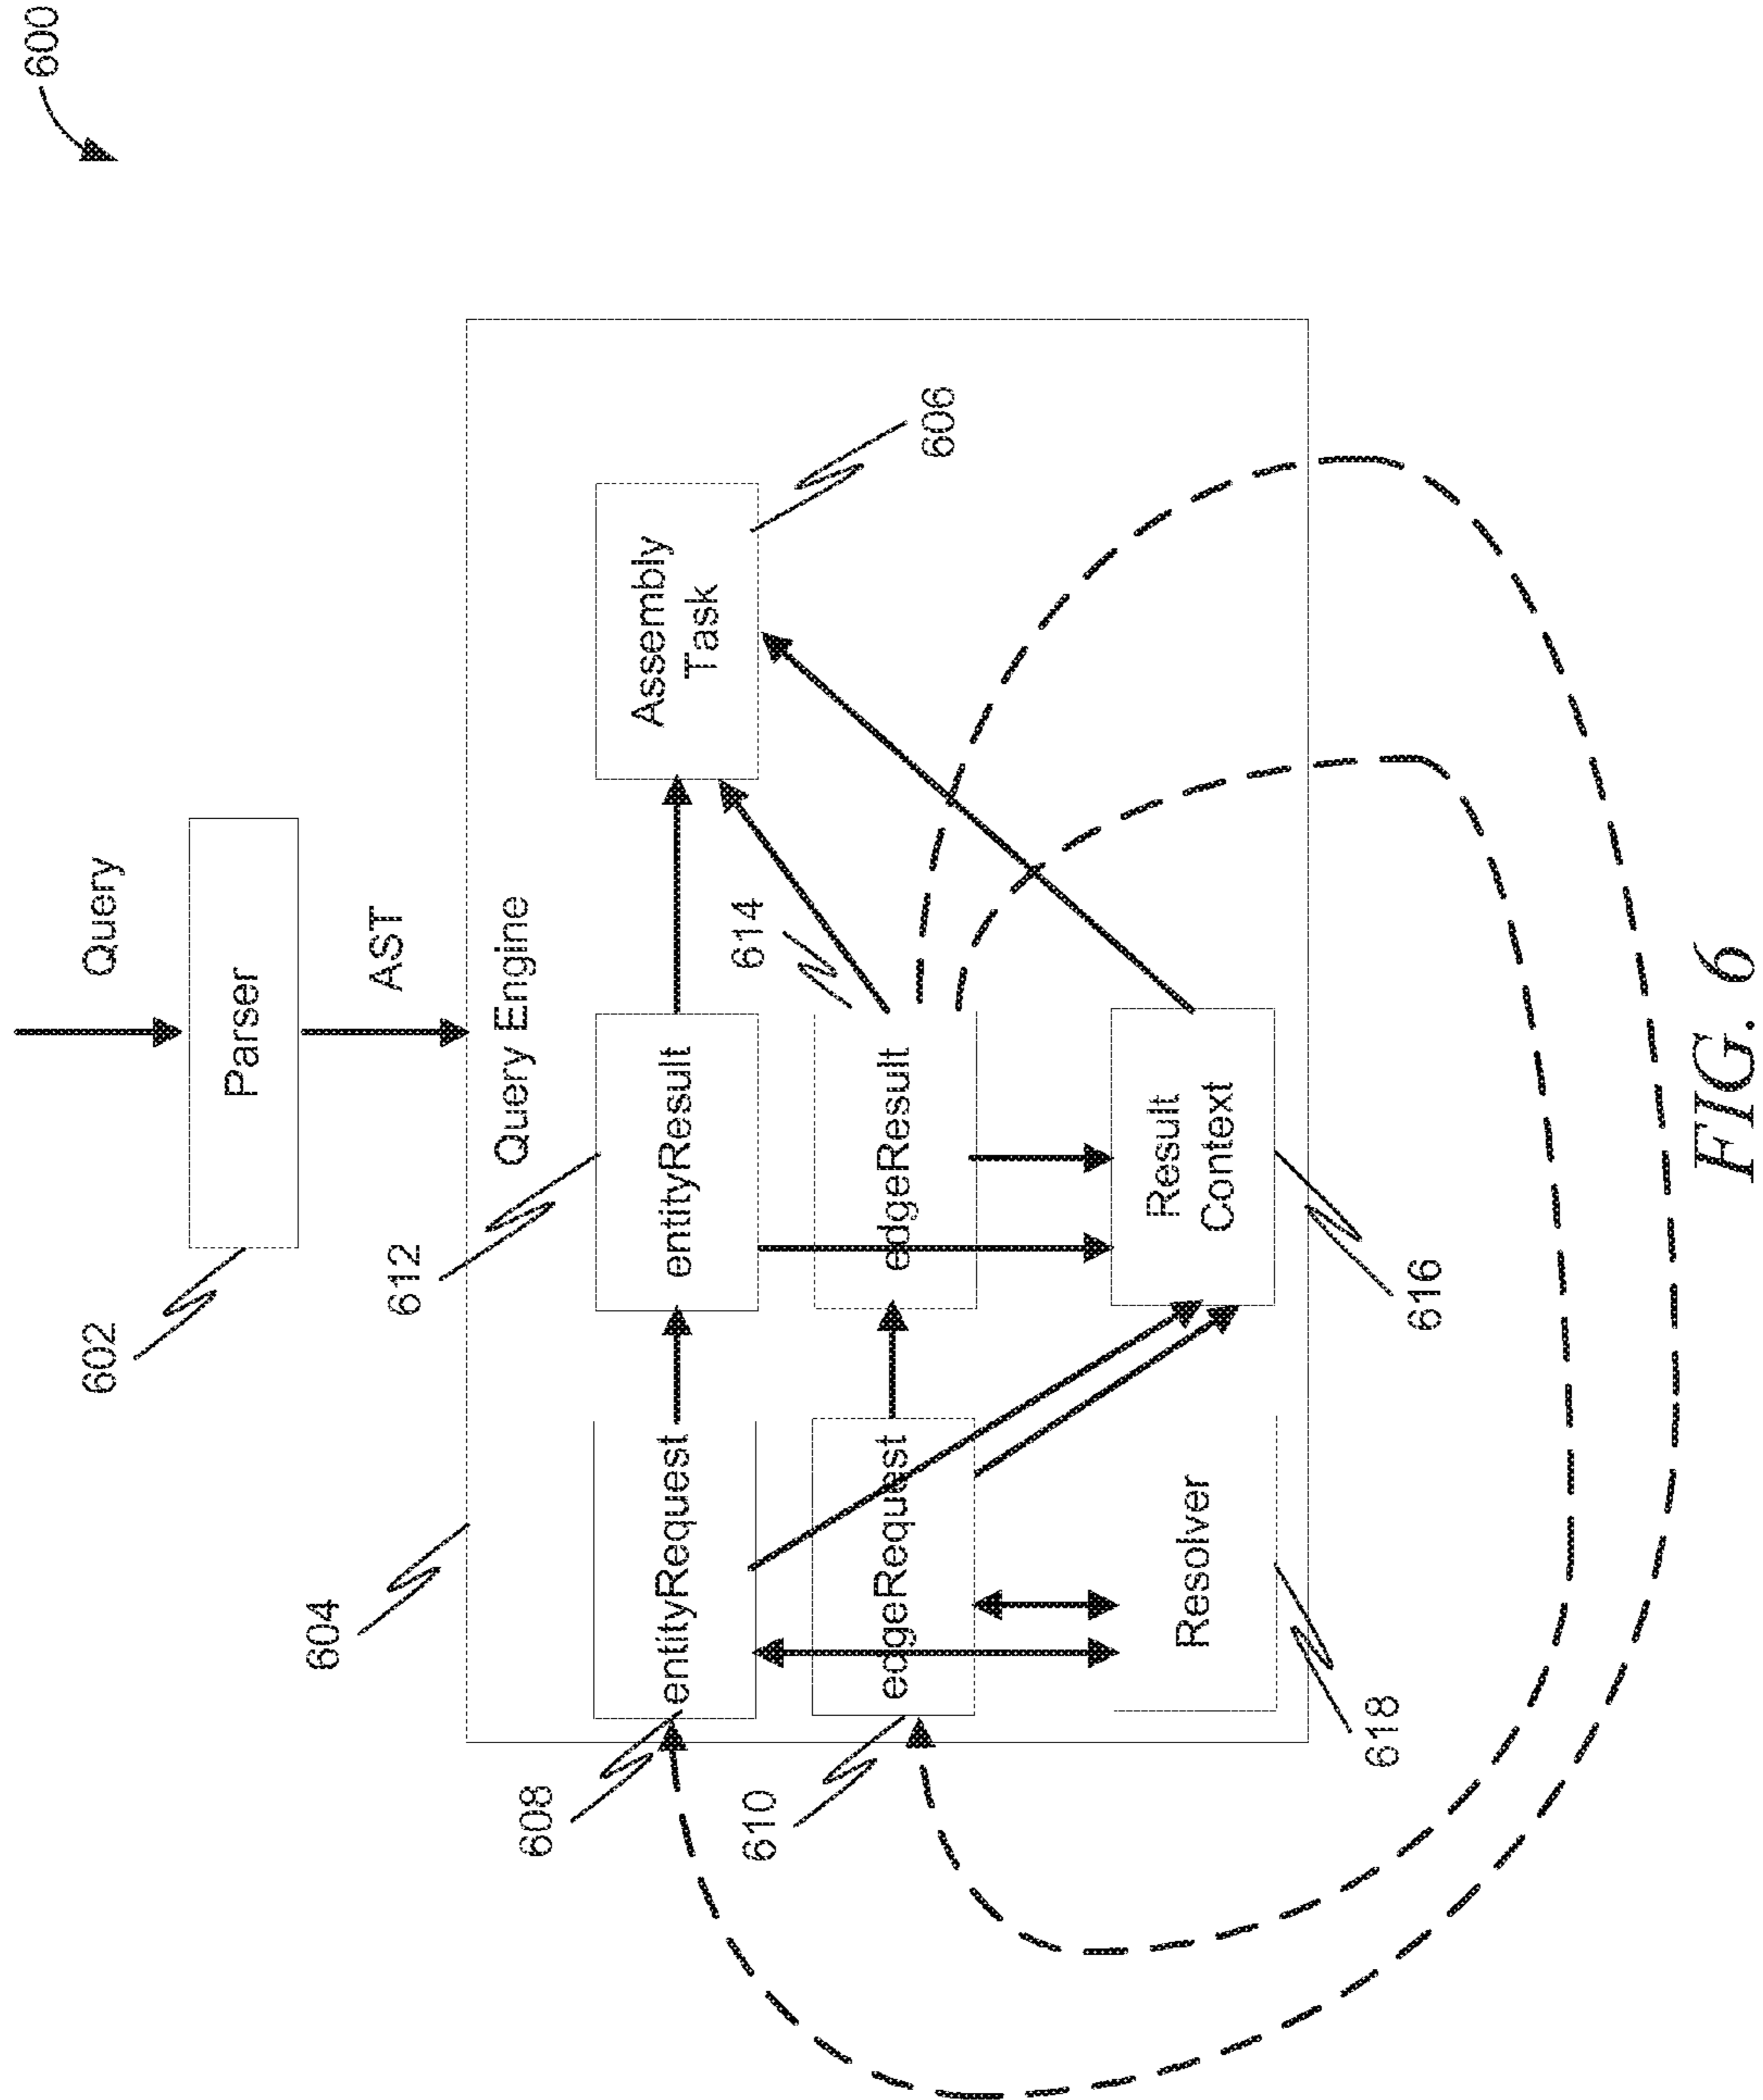 600
Query
Parser
602
AST
604
Query Engine
612
entityRequest
entityResult
Assembly
Task
608
614
606
edgeRequest
edgeResult
610
Resolver
Result
Context
618
616
FIG. 6